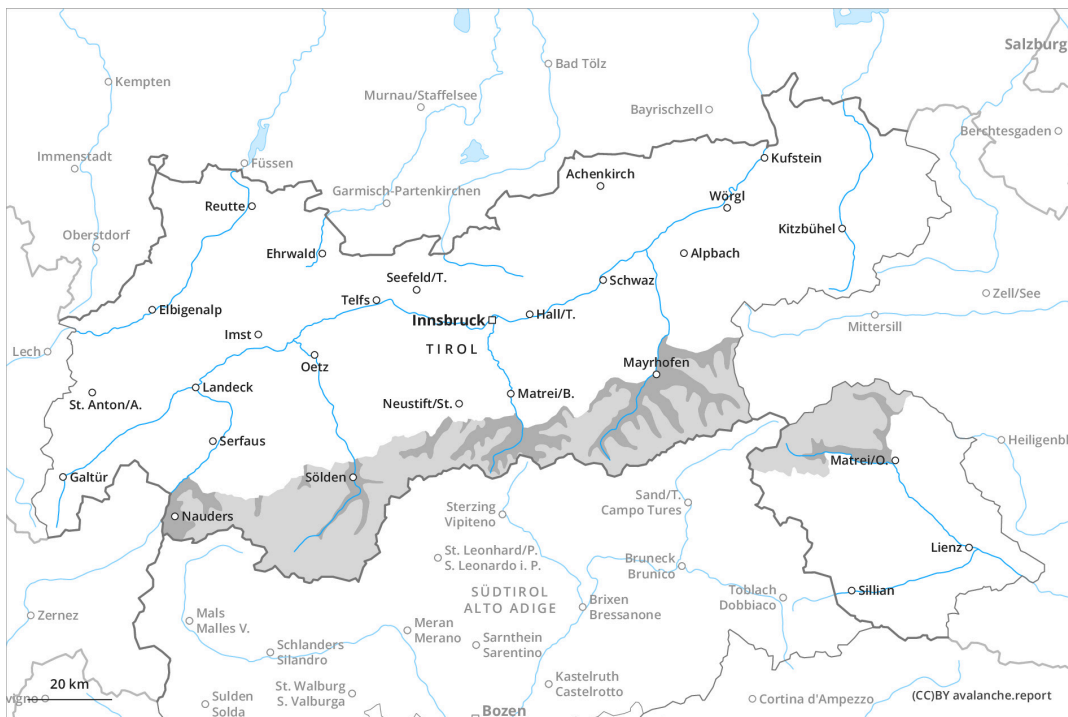 Salzburg
Bad Tölz
Kempten
Murnau/Staffelsee
Bayrischzell
Berchtesgaden
Immenstadt
Füssen
Kufstein
Achenkirch
Garmisch-Partenkirchen
Reutte
Wörgl
Kitzbühel
Oberstdorf
Ehrwald
Alpbach
Seefeld/T.
Schwaz
Zell/See
Telfs
Elbigenalp
Innsbruck
Hall/T.
Mittersill
Imst
TIROL
Lech
Oetz
Mayrhofen
Landeck
St. Anton/A.
Neustift/St.
Matrei/B.
Serfaus
Heiligenbl
Matrei/O.
Galtür
Sölden
Sand/T.
Campo Tures
Sterzing
Vipiteno
Nauders
Lienz
St. Leonhard/P.
S. Leonardo i. P.
Bruneck
Brunico
SÜDTIROL
ALTO ADIGE
Toblach
Dobbiaco
Sillian
Brixen
Bressanone
Zernez
Mals
Malles V.
Meran
Merano
Sarnthein
Sarentino
Schlanders
Silandro
Kastelruth
Castelrotto
20 km
vigno
St. Walburg
S. Valburga
Sulden
Solda
Cortina d'Ampezzo
(CC)BY avalanche.report
Bozen